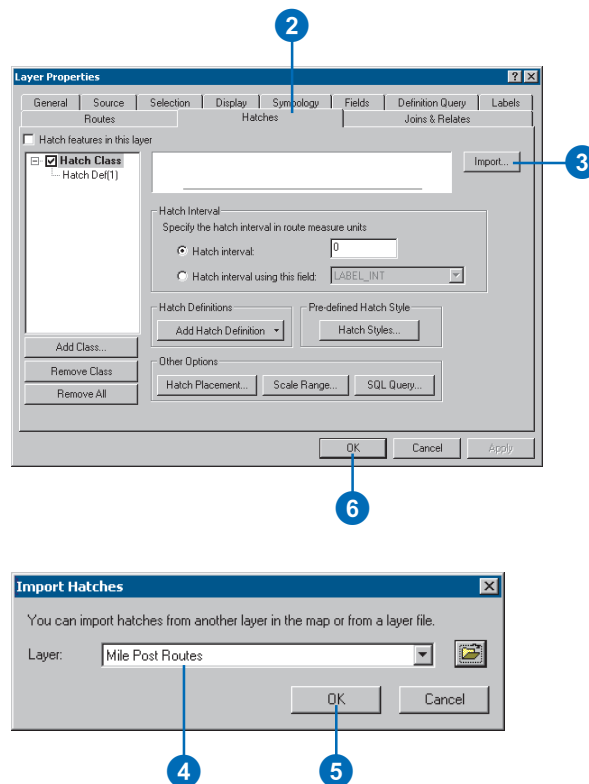 2
Layer Properties
General Source Selection Display Symbology Fields Definition Query Labels
Routes Hatches Joins & Relates
Hatch features in this layer
Hatch Class
Hatch Def(1)
Import...
3
Hatch Interval
Specify the hatch interval in route measure units
Hatch interval: 0
Hatch interval using this field: LABEL_INT
Hatch Definitions
Add Hatch Definition
Pre-defined Hatch Style
Hatch Styles...
Add Class...
Remove Class
Remove All
Other Options
Hatch Placement... Scale Range... SQL Query...
OK Cancel Apply
6
Import Hatches
You can import hatches from another layer in the map or from a layer file.
Layer: Mile Post Routes
OK Cancel
4 5